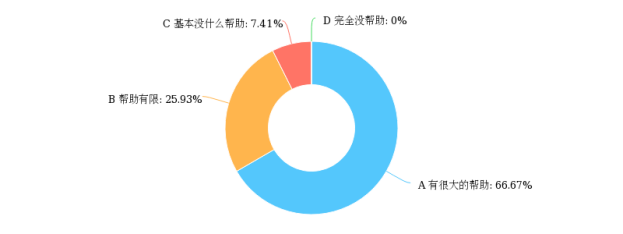 D 完全没帮助: 0%
C 基本没什么帮助: 7.41%
B 帮助有限: 25.93%
A 有很大的帮助: 66.67%